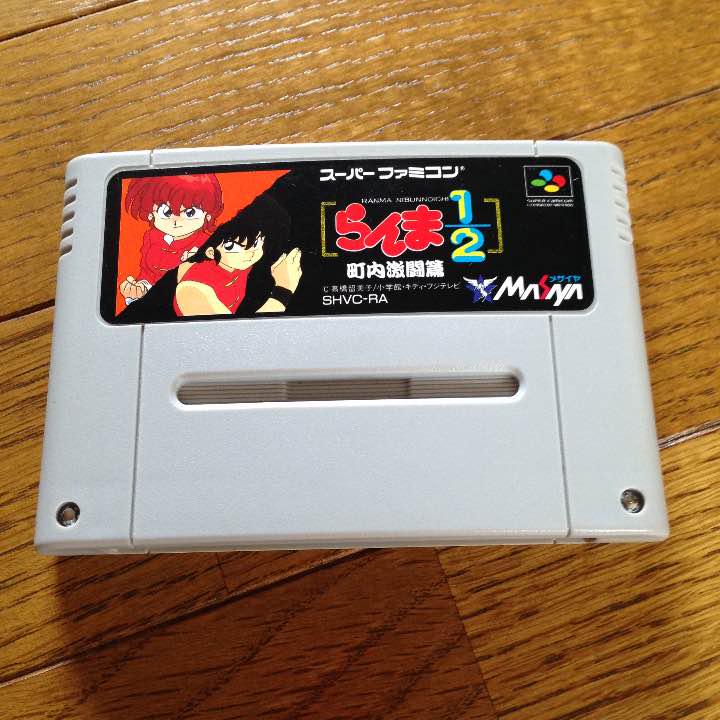 スーパーファミコン®
RANMA NIBUNNOICHI
[らんま1/2]
町内激闘篇
©高橋留美子/小学館・キティ・フジテレビ
SHVC-RA
メサイヤ
MASAYA